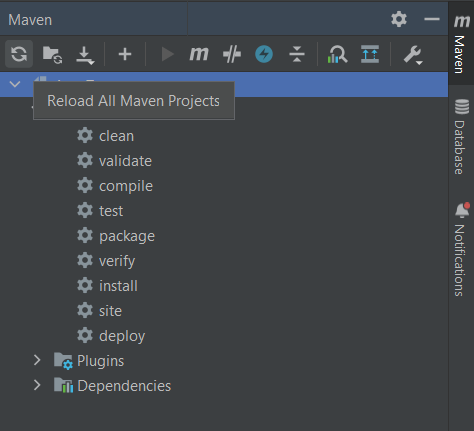 Maven
m
Reload All Maven Projects
clean
validate
compile
test
package
verify
install
site
deploy
Plugins
Dependencies
m
Maven
Database
Notifications